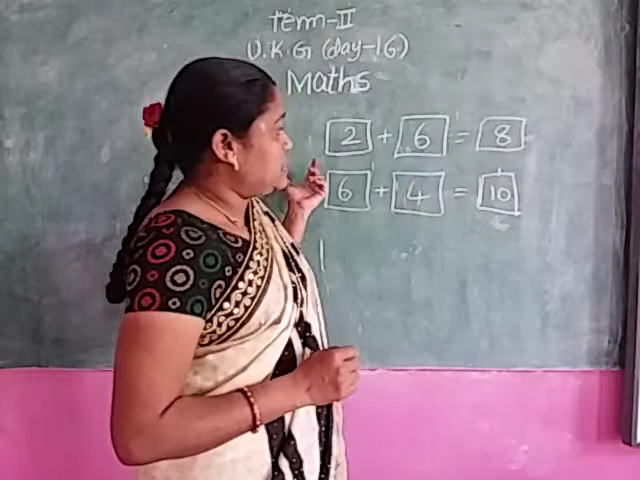 Term-II
U.K.G (day-16)
Maths
2 + 6 = 8
6 + 4 = 10